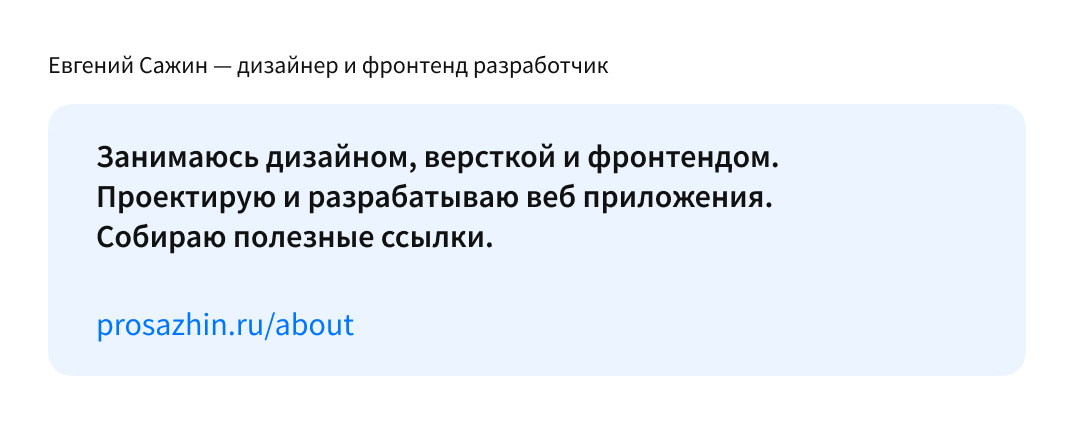 Евгений Сажин — дизайнер и фронтенд разработчик
Занимаюсь дизайном, версткой и фронтендом.
Проектирую и разрабатываю веб приложения.
Собираю полезные ссылки.
prosazhin.ru/about